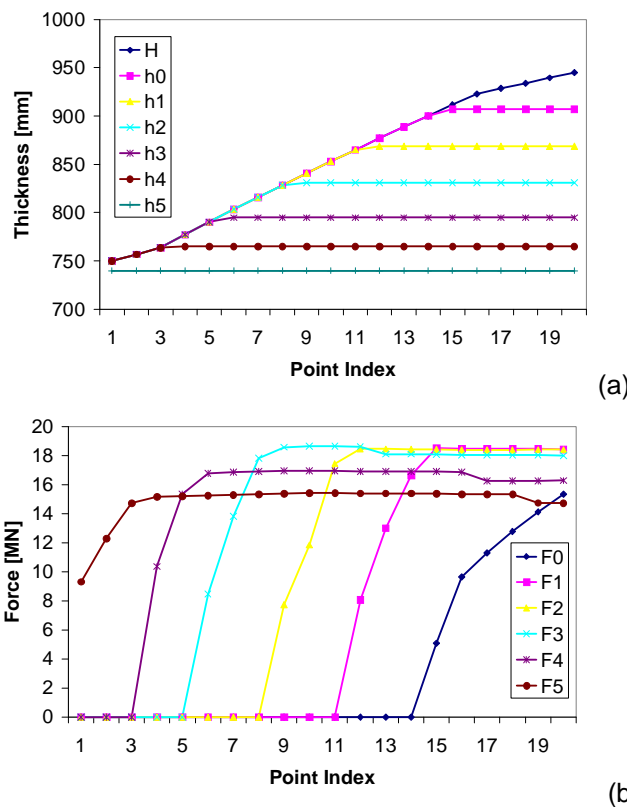 1000
950
900
850
800
750
700
Thickness [mm]
H
h0
h1
h2
h3
h4
h5
1 3 5 7 9 11 13 15 17 19
Point Index
(a)
20
18
16
14
12
10
8
6
4
2
0
Force [MN]
F0
F1
F2
F3
F4
F5
1 3 5 7 9 11 13 15 17 19
Point Index
(b